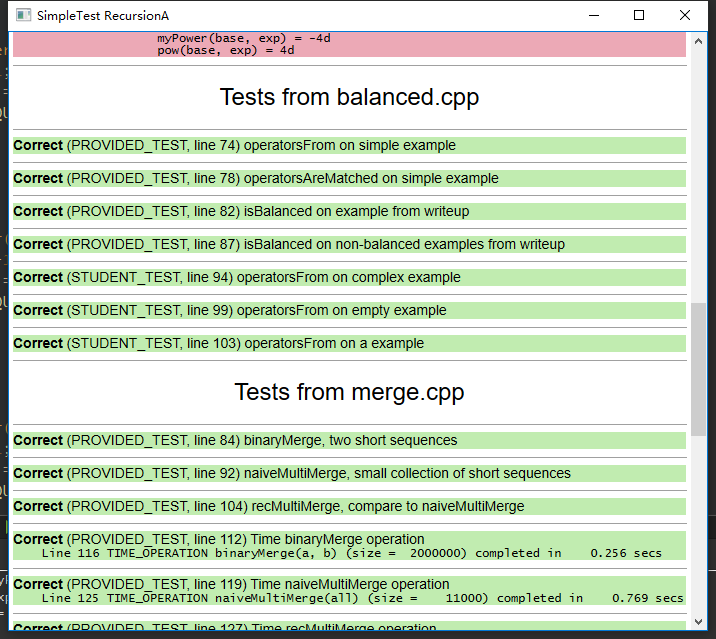 SimpleTest RecursionA
myPower(base, exp) = -4d
pow(base, exp) = 4d
Tests from balanced.cpp
Correct (PROVIDED_TEST, line 74) operatorsFrom on simple example
Correct (PROVIDED_TEST, line 78) operatorsAreMatched on simple example
Correct (PROVIDED_TEST, line 82) isBalanced on example from writeup
Correct (PROVIDED_TEST, line 87) isBalanced on non-balanced examples from writeup
Correct (STUDENT_TEST, line 94) operatorsFrom on complex example
Correct (STUDENT_TEST, line 99) operatorsFrom on empty example
Correct (STUDENT_TEST, line 103) operatorsFrom on a example
Tests from merge.cpp
Correct (PROVIDED_TEST, line 84) binaryMerge, two short sequences
Correct (PROVIDED_TEST, line 92) naiveMultiMerge, small collection of short sequences
Correct (PROVIDED_TEST, line 104) recMultiMerge, compare to naiveMultiMerge
Correct (PROVIDED_TEST, line 112) Time binaryMerge operation
Line 116 TIME_OPERATION binaryMerge(a, b) (size =  2000000) completed in    0.256 secs
Correct (PROVIDED_TEST, line 119) Time naiveMultiMerge operation
Line 125 TIME_OPERATION naiveMultiMerge(all) (size =    11000) completed in    0.769 secs
Correct (PROVIDED_TEST, line 127) Time recMultiMerge operation